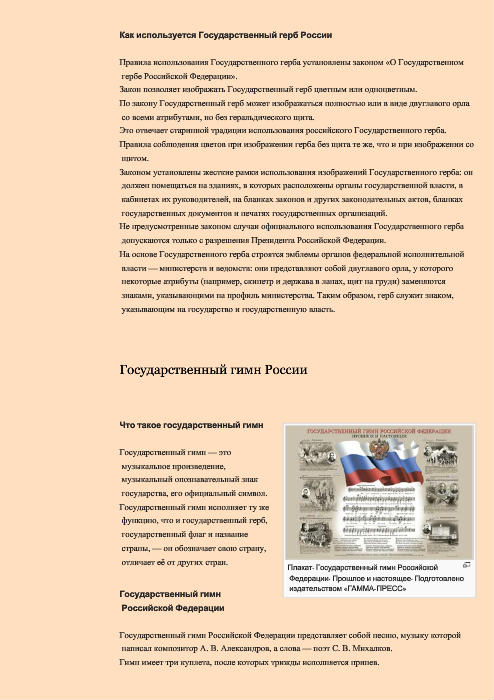 Как используется Государственный герб России
Правила использования Государственного герба установлены законом «О Государственном
гербе Российской Федерации».
Закон позволяет изображать Государственный герб цветным или одноцветным.
По закону Государственный герб может изображаться полностью или в виде двуглавого орла
со всеми атрибутами, но без геральдического щита.
Это отвечает старинной традиции использования российского Государственного герба.
Правила соблюдения цветов при изображении герба без щита те же, что и при изображении со
щитом.
Законом установлены жесткие рамки использования изображений Государственного герба: он
должен помещаться на зданиях, в которых расположены органы государственной власти, в
кабинетах их руководителей, на бланках законов и других законодательных актов, бланках
государственных документов и печатях государственных организаций.
Не предусмотренные законом случаи официального использования Государственного герба
допускаются только с разрешения Президента Российской Федерации.
На основе Государственного герба строятся эмблемы органов федеральной исполнительной
власти — министерств и ведомств: они представляют собой двуглавого орла, у которого
некоторые атрибуты (например, скипетр и держава в лапах, щит на груди) заменяются
знаками, указывающими на профиль министерства. Таким образом, герб служит знаком,
указывающим на государство и государственную власть.
Государственный гимн России
Что такое государственный гимн
Государственный гимн — это
музыкальное произведение,
музыкальный опознавательный знак
государства, его официальный символ.
Государственный гимн исполняет ту же
функцию, что и государственный герб,
государственный флаг и название
страны, — он обозначает свою страну,
отличает её от других стран.
ГОСУДАРСТВЕННЫЙ ГИМН РОССИЙСКОЙ ФЕДЕРАЦИИ
ПРОШЛОЕ И НАСТОЯЩЕЕ
Плакат· Государственный гимн Российской
Федерации· Прошлое и настоящее· Подготовлено
издательством «ГАММА-ПРЕСС»
Государственный гимн
Российской Федерации
Государственный гимн Российской Федерации представляет собой песню, музыку которой
написал композитор А. В. Александров, а слова — поэт С. В. Михалков.
Гимн имеет три куплета, после которых трижды исполняется припев.